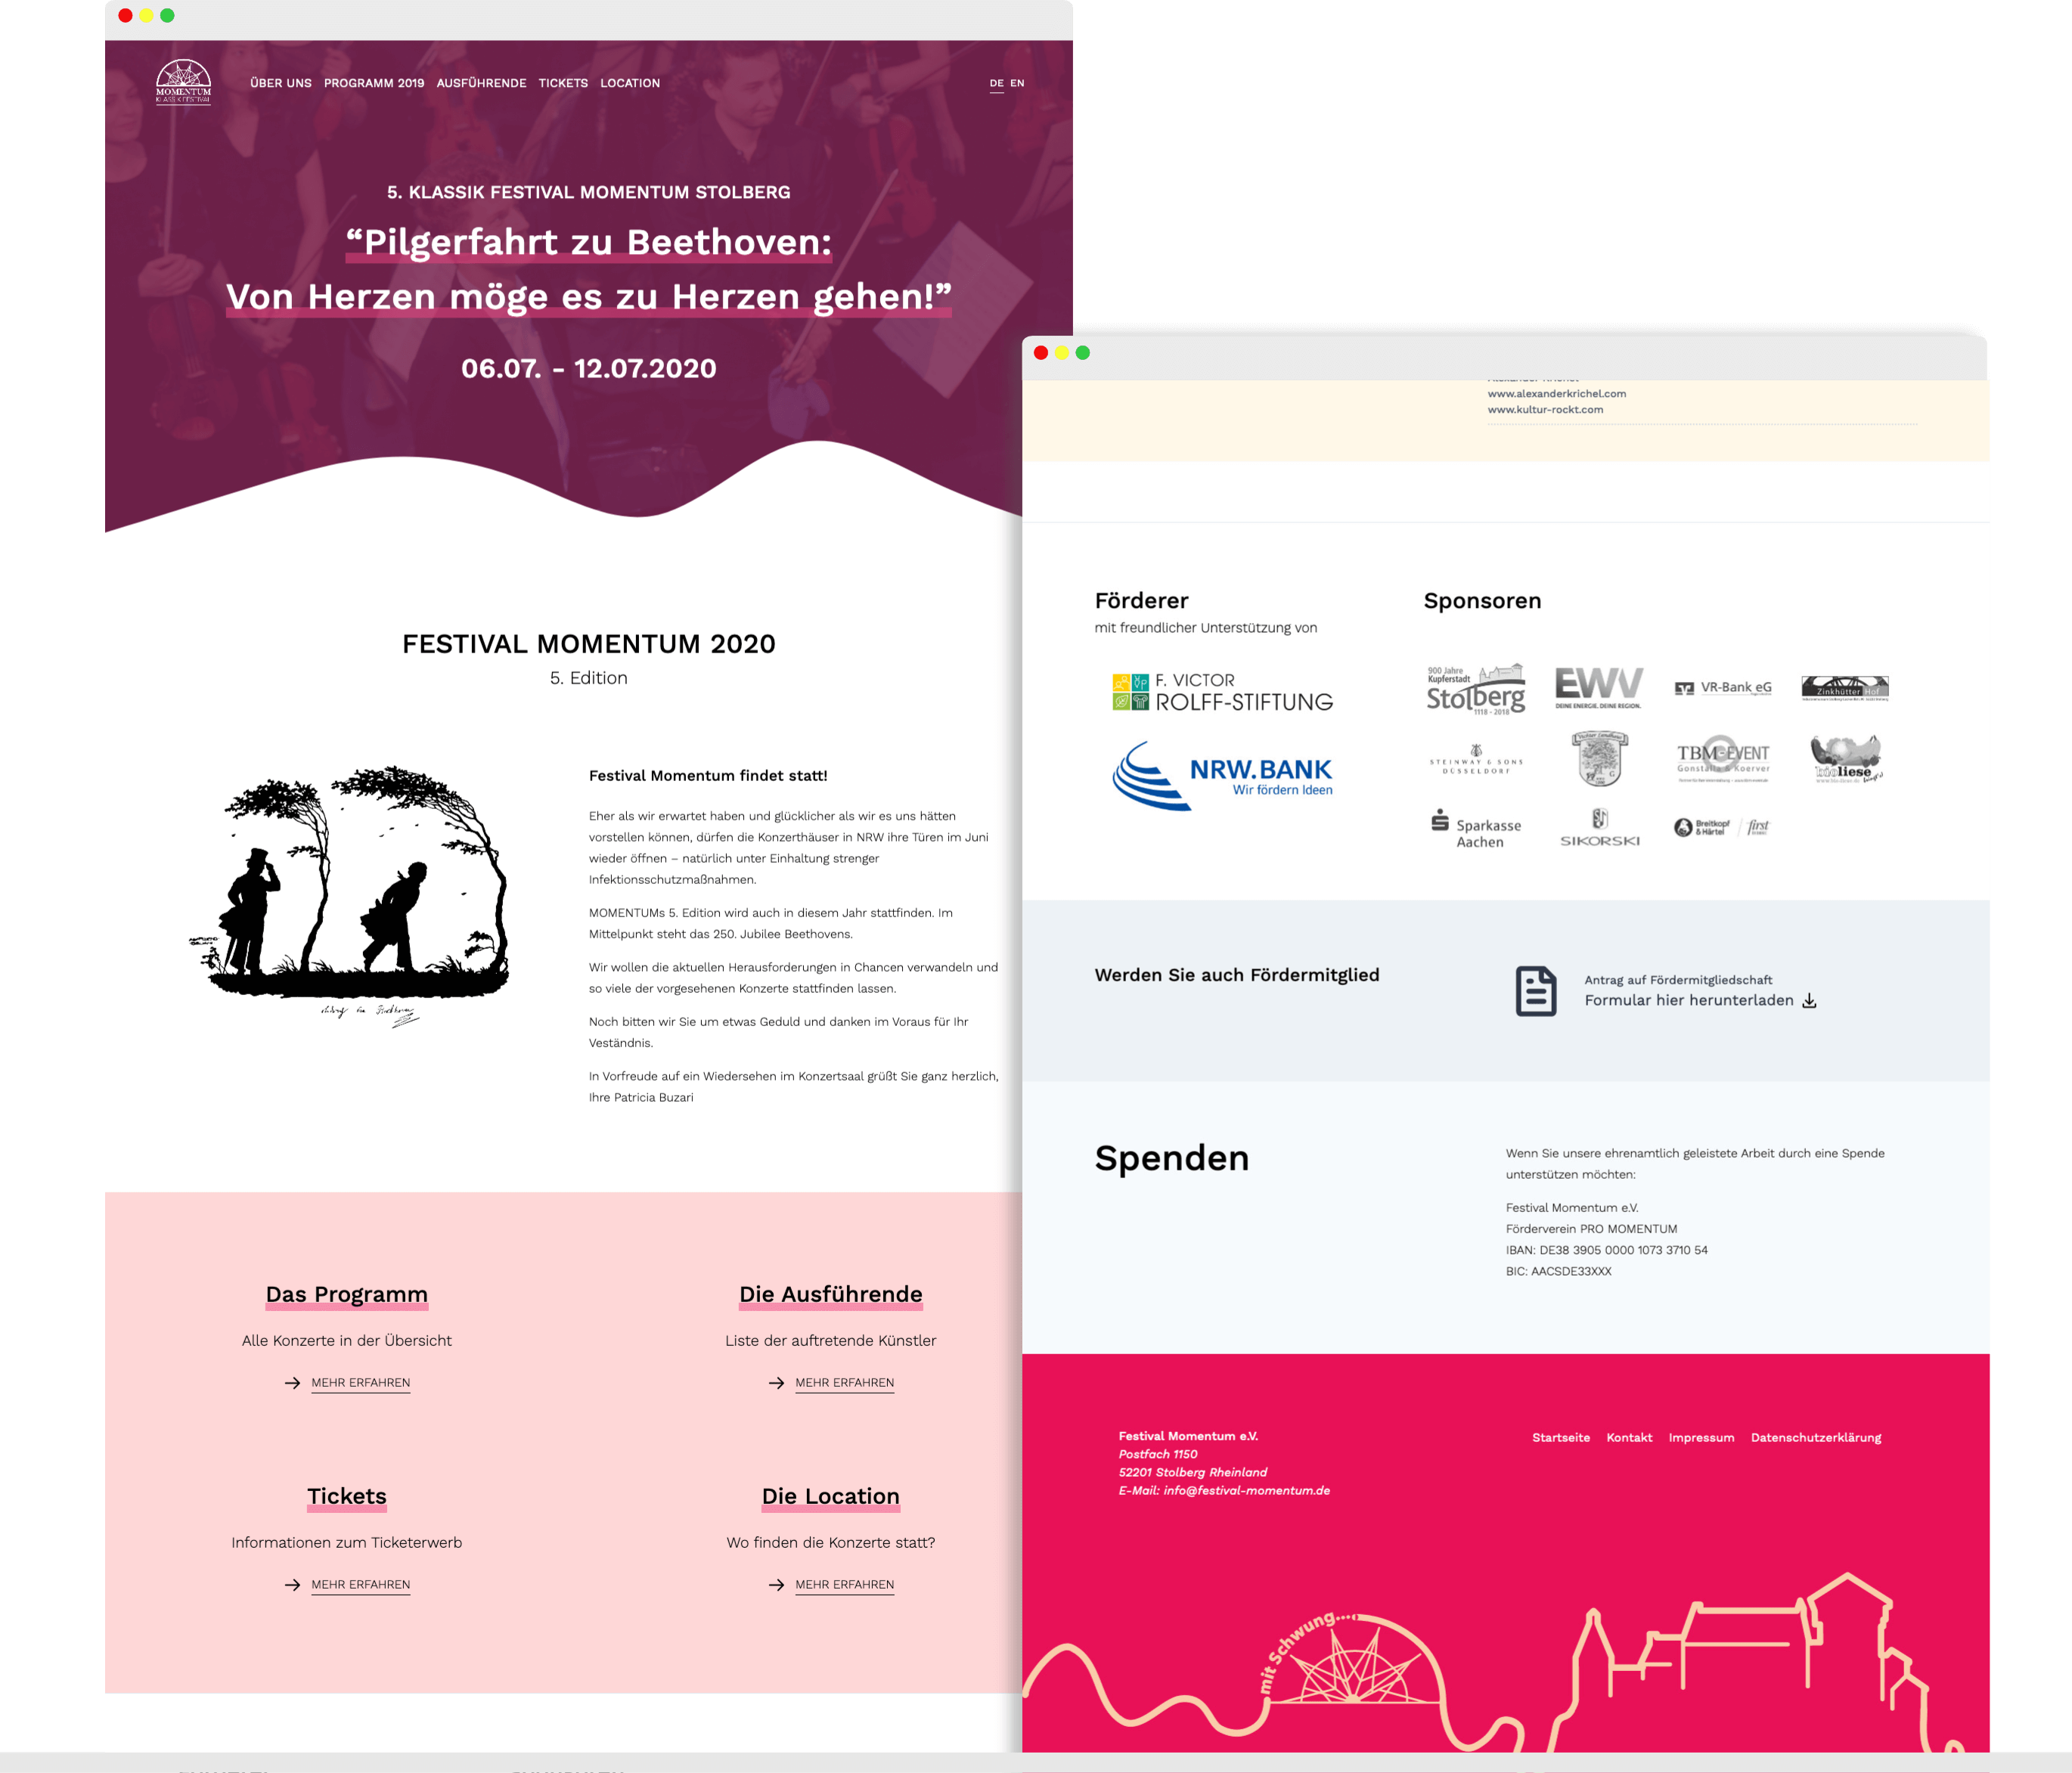 MOMENTUM
KLASSIKFESTIVAL
ÜBER UNS PROGRAMM 2019 AUSFÜHRENDE TICKETS LOCATION
DE EN
5. KLASSIK FESTIVAL MOMENTUM STOLBERG
“Pilgerfahrt zu Beethoven:
Von Herzen möge es zu Herzen gehen!”
06.07. - 12.07.2020
FESTIVAL MOMENTUM 2020
5. Edition
Festival Momentum findet statt!
Eher als wir erwartet haben und glücklicher als wir es uns hätten
vorstellen können, dürfen die Konzerthäuser in NRW ihre Türen im Juni
wieder öffnen – natürlich unter Einhaltung strenger
Infektionsschutzmaßnahmen.
MOMENTUMs 5. Edition wird auch in diesem Jahr stattfinden. Im
Mittelpunkt steht das 250. Jubilee Beethovens.
Wir wollen die aktuellen Herausforderungen in Chancen verwandeln und
so viele der vorgesehenen Konzerte stattfinden lassen.
Noch bitten wir Sie um etwas Geduld und danken im Voraus für Ihr
Veständnis.
In Vorfreude auf ein Wiedersehen im Konzertsaal grüßt Sie ganz herzlich,
Ihre Patricia Buzari
Das Programm
Alle Konzerte in der Übersicht
MEHR ERFAHREN
Die Ausführende
Liste der auftretende Künstler
MEHR ERFAHREN
Tickets
Informationen zum Ticketerwerb
MEHR ERFAHREN
Die Location
Wo finden die Konzerte statt?
MEHR ERFAHREN
www.alexanderkrichel.com
www.kultur-rockt.com
Förderer
mit freundlicher Unterstützung von
F. VICTOR
ROLFF-STIFTUNG
NRW.BANK
Wir fördern Ideen
Sponsoren
900 Jahre
Kupferstadt
Stolberg
1118 - 2018
EWV
DEINE ENERGIE. DEINE REGION.
VR-Bank eG
Zinkhütter Hof
STEINWAY & SONS
DÜSSELDORF
TBM-EVENT
Gonstalla & Koerver
bioliese
Sparkasse
Aachen
SIKORSKI
Breitkopf
& Härtel
first
Werden Sie auch Fördermitglied
Antrag auf Fördermitgliedschaft
Formular hier herunterladen
Spenden
Wenn Sie unsere ehrenamtlich geleistete Arbeit durch eine Spende
unterstützen möchten:
Festival Momentum e.V.
Förderverein PRO MOMENTUM
IBAN: DE38 3905 0000 1073 3710 54
BIC: AACSDE33XXX
Festival Momentum e.V.
Postfach 1150
52201 Stolberg Rheinland
E-Mail: info@festival-momentum.de
Startseite Kontakt Impressum Datenschutzerklärung
mit Schwung...